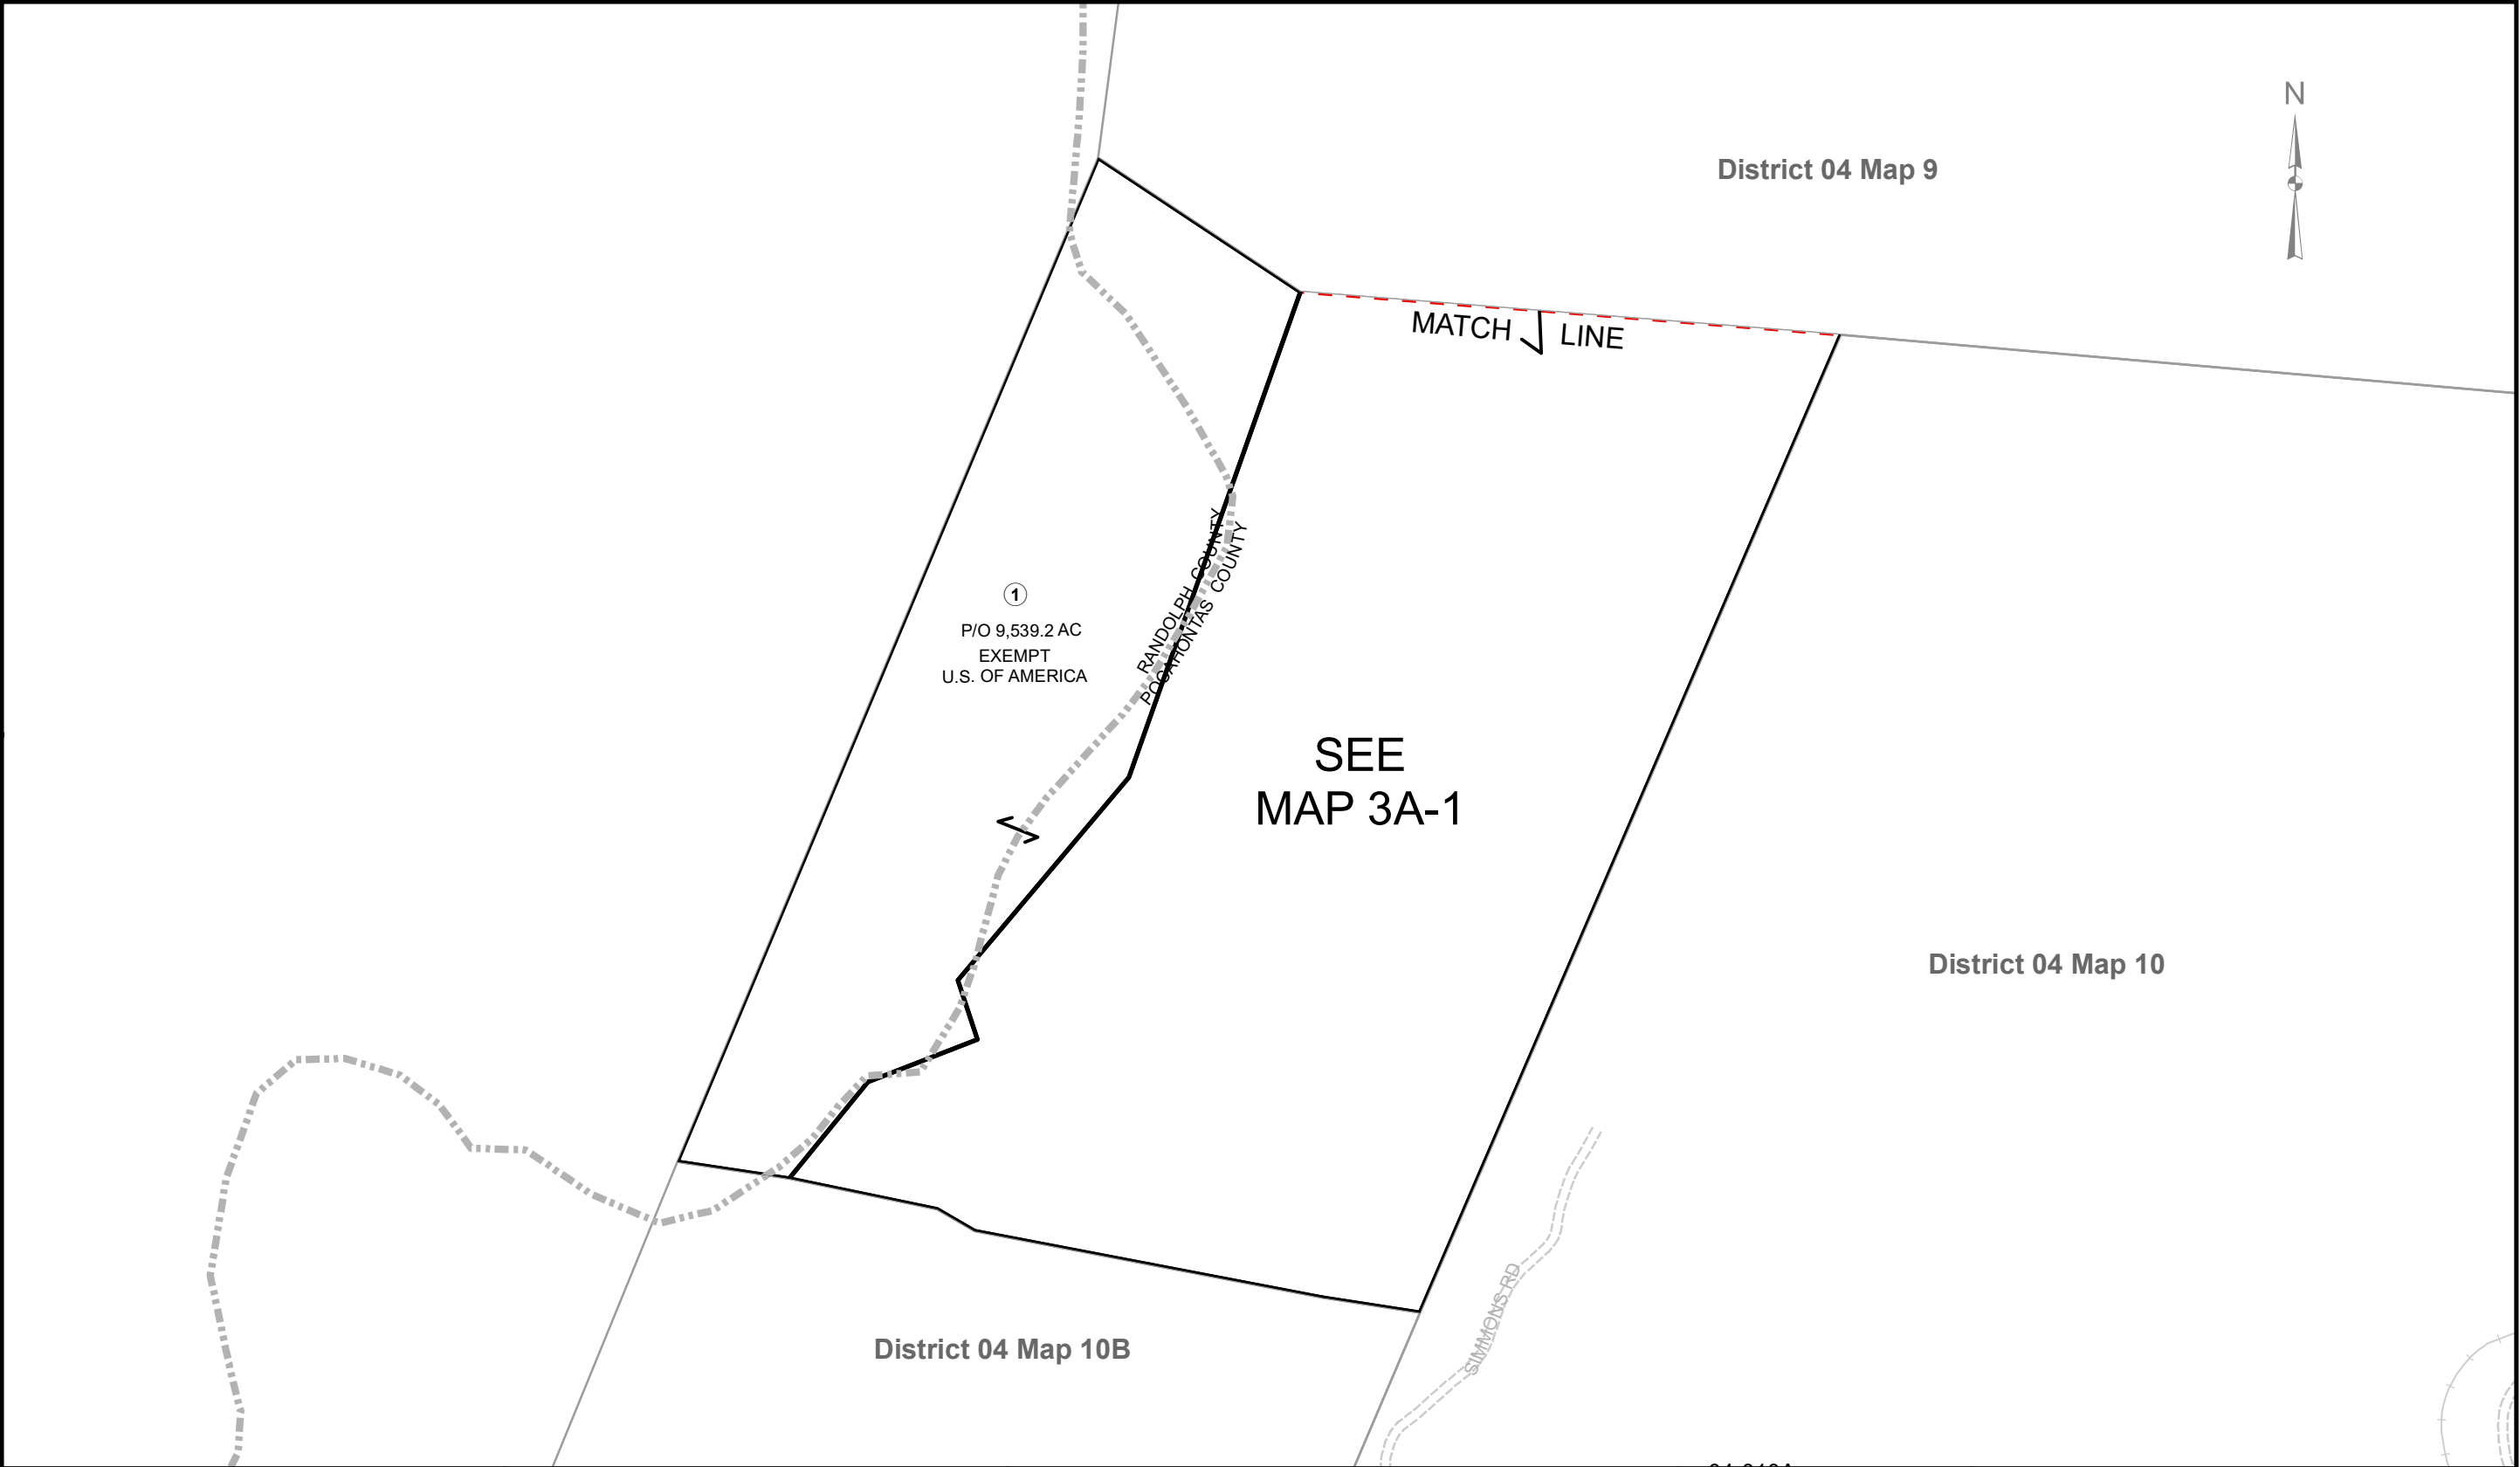 N
District 04 Map 9
MATCH LINE
RANDOLPH COUNTY
POCAHONTAS COUNTY
1
P/O 9,539.2 AC
EXEMPT
U.S. OF AMERICA
SEE
MAP 3A-1
District 04 Map 10
SIMMONS RD
District 04 Map 10B